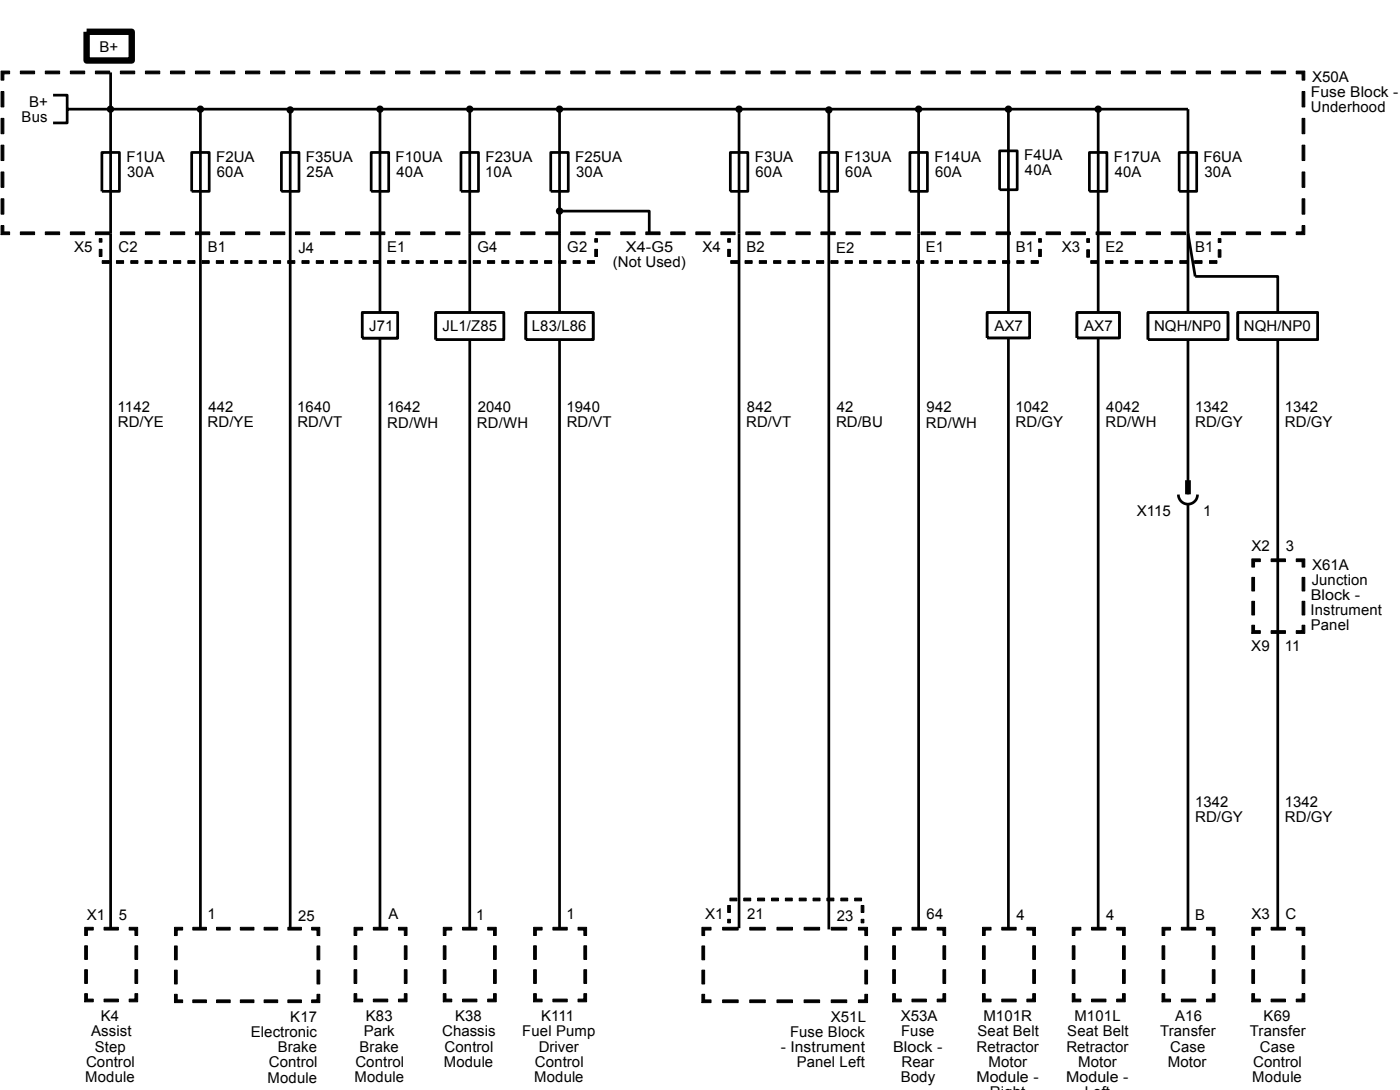 B+
X50A
Fuse Block -
Underhood
B+
Bus
F1UA
30A
F2UA
60A
F35UA
25A
F10UA
40A
F23UA
10A
F25UA
30A
F3UA
60A
F13UA
60A
F14UA
60A
F4UA
40A
F17UA
40A
F6UA
30A
X5 C2 B1 J4 E1 G4 G2
X4-G5
(Not Used)
X4 B2 E2 E1 B1 X3 E2 B1
J71 JL1/Z85 L83/L86 AX7 AX7 NQH/NP0 NQH/NP0
1142
RD/YE
442
RD/YE
1640
RD/VT
1642
RD/WH
2040
RD/WH
1940
RD/VT
842
RD/VT
42
RD/BU
942
RD/WH
1042
RD/GY
4042
RD/WH
1342
RD/GY
1342
RD/GY
X115 1
X2 3
X61A
Junction
Block -
Instrument
Panel
X9 11
1342
RD/GY
1342
RD/GY
X1 5 1 25 A 1 1 X1 21 23 64 4 4 B X3 C
K4
Assist
Step
Control
Module
K17
Electronic
Brake
Control
Module
K83
Park
Brake
Control
Module
K38
Chassis
Control
Module
K111
Fuel Pump
Driver
Control
Module
X51L
Fuse Block
- Instrument
Panel Left
X53A
Fuse
Block -
Rear
Body
M101R
Seat Belt
Retractor
Motor
Module -
Right
M101L
Seat Belt
Retractor
Motor
Module -
Left
A16
Transfer
Case
Motor
K69
Transfer
Case
Control
Module